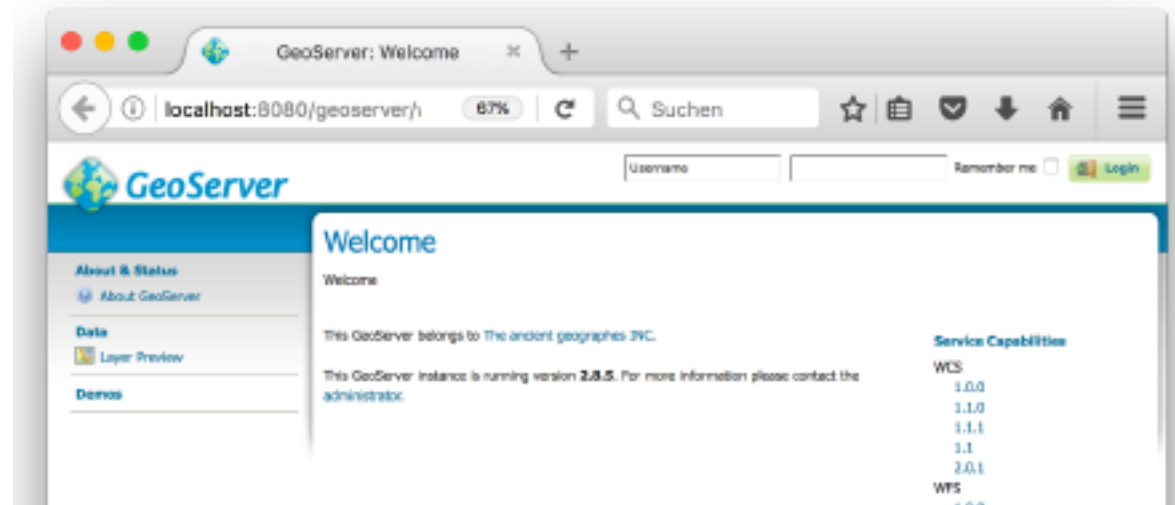 GeoServer: Welcome
localhost:8080/geoserver/
67%
Suchen
GeoServer
Username
Remember me
Login
Welcome
About & Status
About GeoServer
Data
Layer Preview
Demos
Welcome
This GeoServer belongs to The ancient geographes INC.
This GeoServer instance is running version 2.8.5. For more information please contact the
administrator.
Service Capabilities
WCS
1.0.0
1.1.0
1.1.1
1.1
2.0.1
WFS